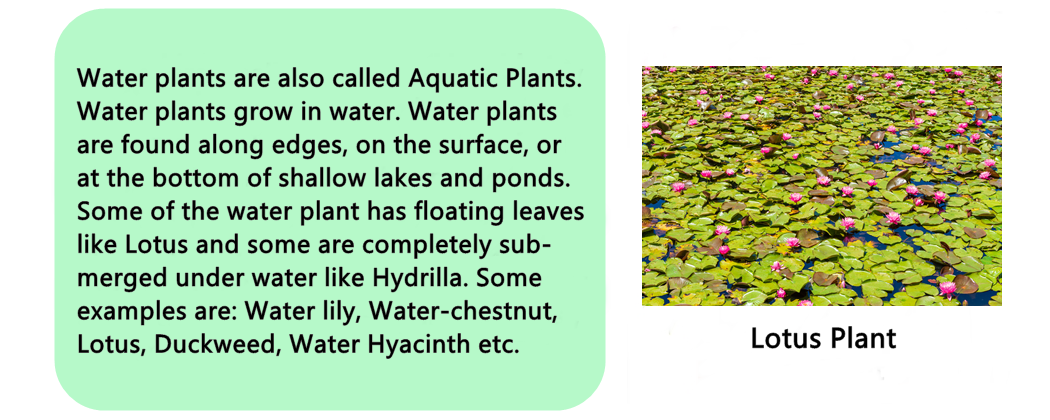 Water plants are also called Aquatic Plants.
Water plants grow in water. Water plants
are found along edges, on the surface, or
at the bottom of shallow lakes and ponds.
Some of the water plant has floating leaves
like Lotus and some are completely sub-
merged under water like Hydrilla. Some
examples are: Water lily, Water-chestnut,
Lotus, Duckweed, Water Hyacinth etc.
Lotus Plant